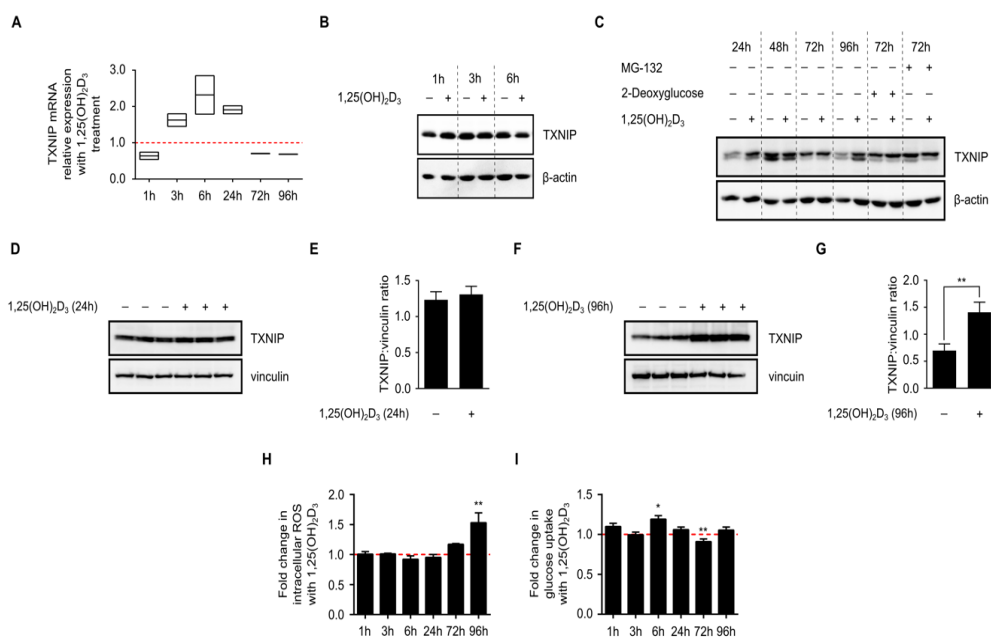 A
TXNIP mRNA
relative expression
with 1,25(OH)₂D₃
treatment
3.0
2.0
1.0
0.0
1h 3h 6h 24h 72h 96h
B
1h 3h 6h
1,25(OH)₂D₃ – + – + – +
TXNIP
β-actin
C
24h 48h 72h 96h 72h 72h
MG-132 – – – – – – – – – – + +
2-Deoxyglucose – – – – – – – – + + – –
1,25(OH)₂D₃ – + – + – + – + – + – +
TXNIP
β-actin
D
1,25(OH)₂D₃ (24h) – – – + + +
TXNIP
vinculin
E
TXNIP:vinculin ratio
1.5
1.0
0.5
0.0
1,25(OH)₂D₃ (24h) – +
F
1,25(OH)₂D₃ (96h) – – – + + +
TXNIP
vincuin
G
TXNIP:vinculin ratio
2.0
1.5
1.0
0.5
0.0
**
1,25(OH)₂D₃ (96h) – +
H
Fold change in
intracellular ROS
with 1,25(OH)₂D₃
2.0
1.5
1.0
0.5
0.0
**
1h 3h 6h 24h 72h 96h
I
Fold change in
glucose uptake
with 1,25(OH)₂D₃
1.5
1.0
0.5
0.0
* **
1h 3h 6h 24h 72h 96h